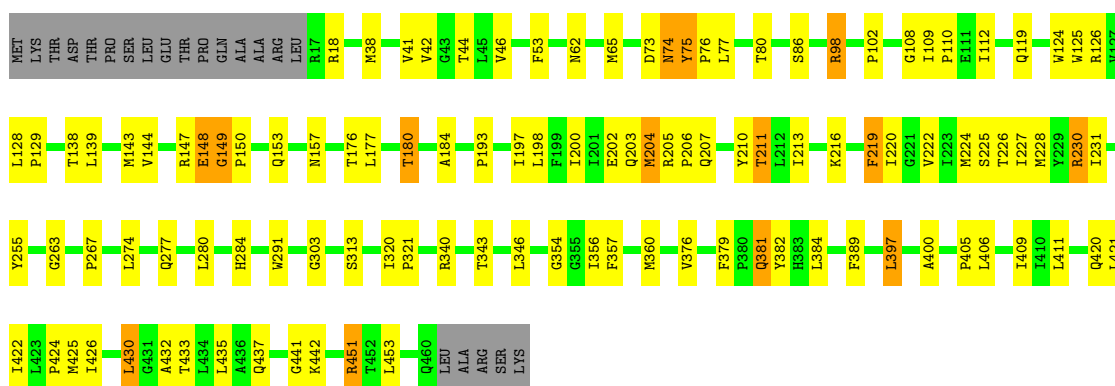 MET LYS THR ASP THR PRO SER LEU GLU THR PRO GLN ALA ALA ARG LEU R17 R18 M38 V41 V42 G43 T44 L45 V46 F53 N62 M65 D73 N74 Y75 P76 L77 T80 S86 R98 P102 G108 I109 P110 E111 I112 Q119 W124 W125 R126 V127
L128 P129 T138 L139 M143 V144 R147 E148 G149 P150 Q153 N157 T176 L177 T180 A184 P193 I197 L198 F199 I200 I201 E202 Q203 M204 R205 P206 Q207 Y210 T211 L212 I213 K216 F219 I220 G221 V222 I223 M224 S225 T226 I227 M228 Y229 R230 I231
Y255 G263 P267 L274 Q277 L280 H284 W291 G303 S313 I320 P321 R340 T343 L346 G354 G355 I356 F357 M360 V376 F379 P380 Q381 Y382 H383 L384 F389 L397 A400 P405 L406 I409 I410 L411 Q420 L421
I422 L423 P424 M425 I426 L430 G431 A432 T433 L434 L435 A436 Q437 G441 K442 R451 T452 L453 Q460 LEU ALA ARG SER LYS